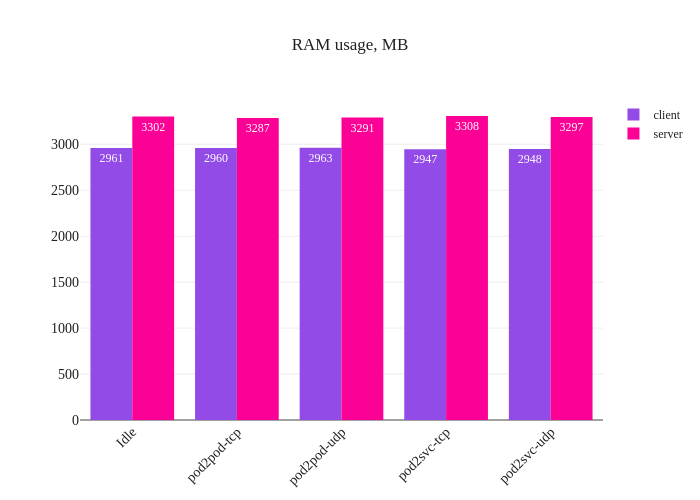 RAM usage, MB
client
server
3302
3287
3291
3308
3297
2961
2960
2963
2947
2948
3000
2500
2000
1500
1000
500
0
Idle
pod2pod-tcp
pod2pod-udp
pod2svc-tcp
pod2svc-udp